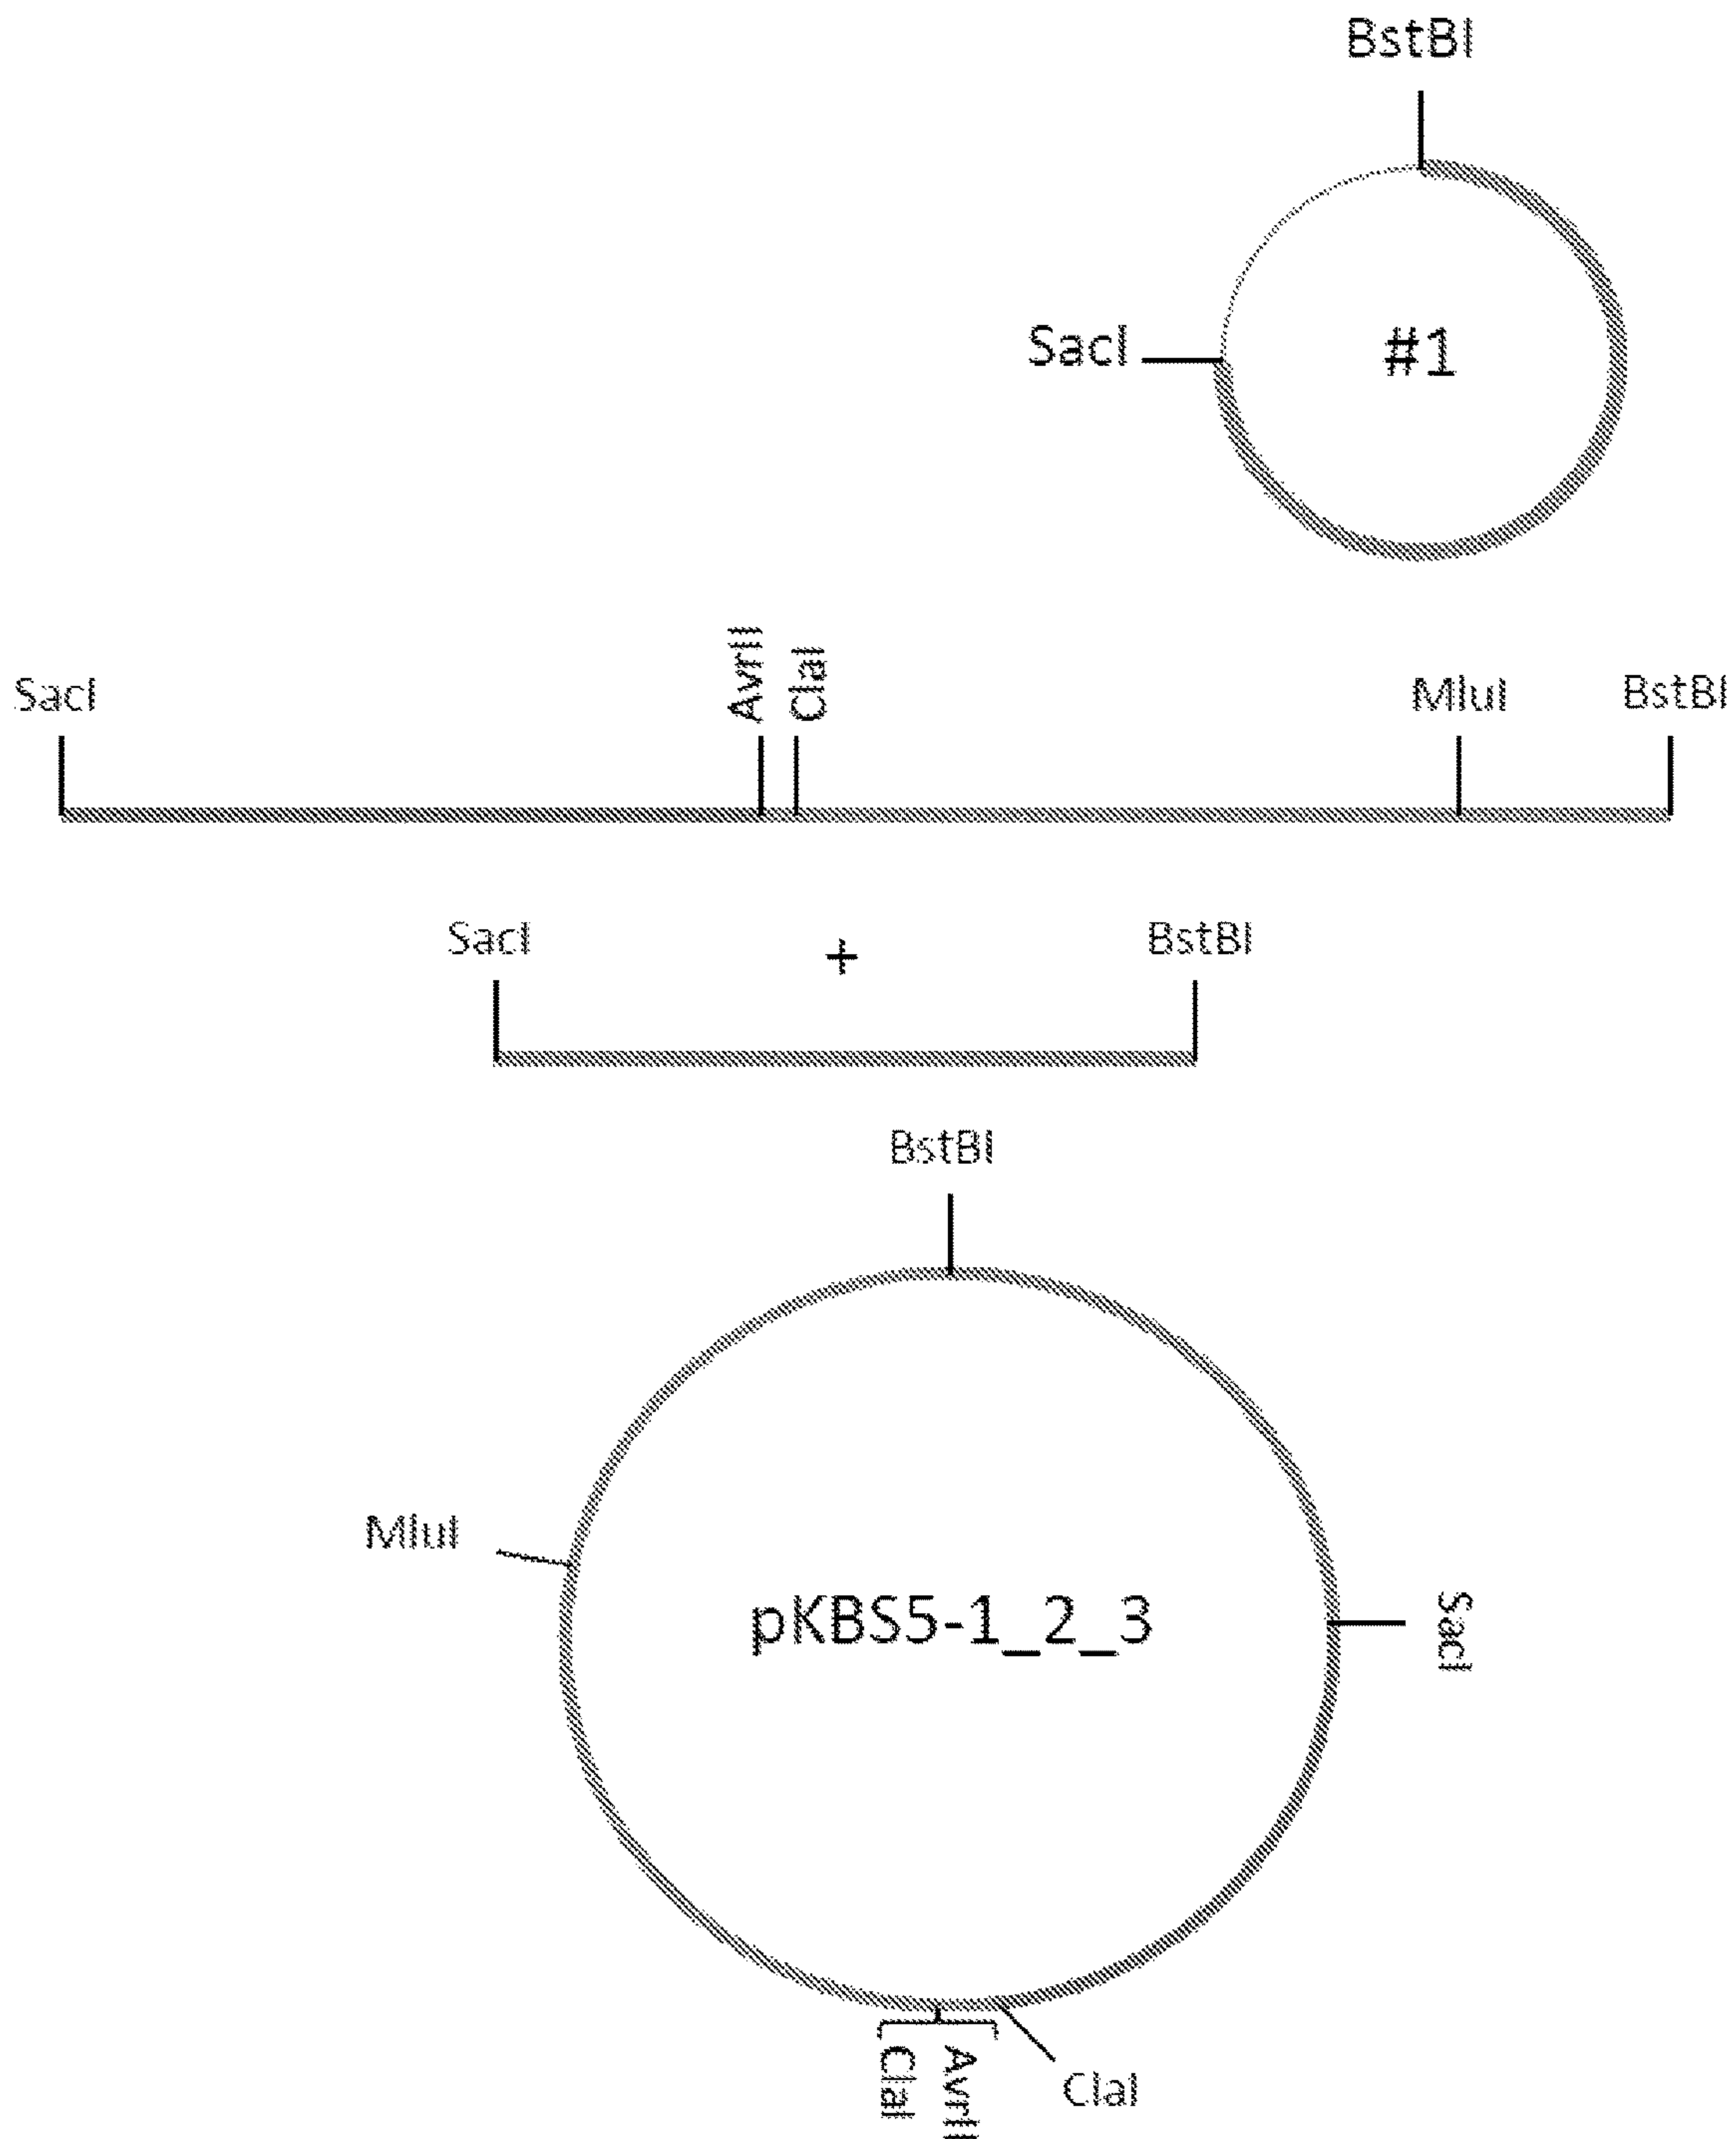 BstBI
SacI
#1
SacI
AvrII
ClaI
MluI
BstBI
SacI
+
BstBI
BstBI
MluI
pKBS5-1_2_3
SacI
ClaI
AvrII
ClaI